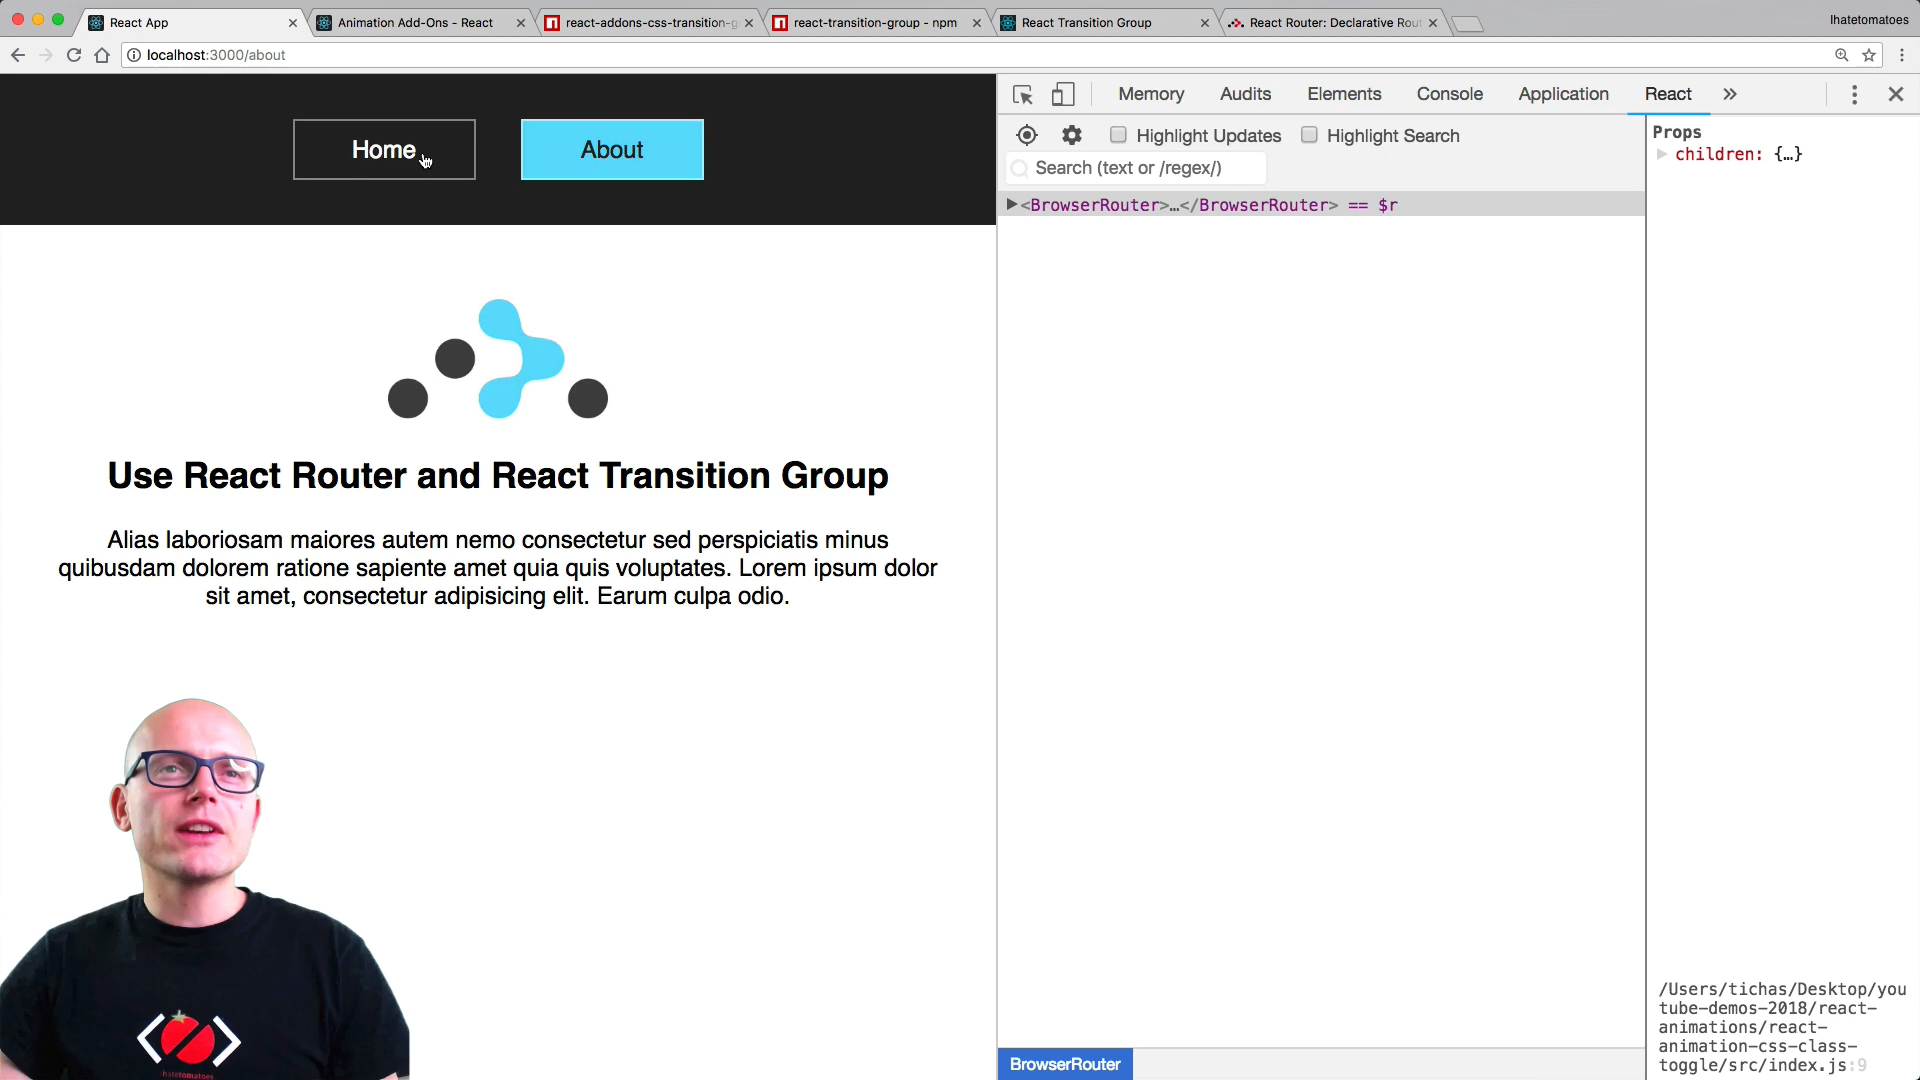 React App
Animation Add-Ons - React
react-addons-css-transition-g
react-transition-group - npm
React Transition Group
React Router: Declarative Rout
Ihatetomatoes
localhost:3000/about
Home
About
Memory
Audits
Elements
Console
Application
React
Highlight Updates
Highlight Search
Search (text or /regex/)
<BrowserRouter>…</BrowserRouter> == $r
Props
children: {…}
Use React Router and React Transition Group
Alias laboriosam maiores autem nemo consectetur sed perspiciatis minus
quibusdam dolorem ratione sapiente amet quia quis voluptates. Lorem ipsum dolor
sit amet, consectetur adipisicing elit. Earum culpa odio.
ihatetomatoes
BrowserRouter
/Users/tichas/Desktop/you
tube-demos-2018/react-
animations/react-
animation-css-class-
toggle/src/index.js:9